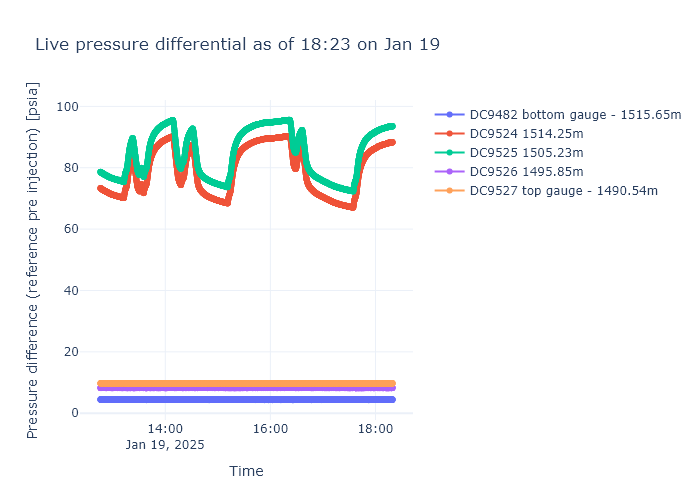 Live pressure differential as of 18:23 on Jan 19
Pressure difference (reference pre injection) [psia]
100
80
60
40
20
0
14:00
Jan 19, 2025
16:00
18:00
Time
DC9482 bottom gauge - 1515.65m
DC9524 1514.25m
DC9525 1505.23m
DC9526 1495.85m
DC9527 top gauge - 1490.54m